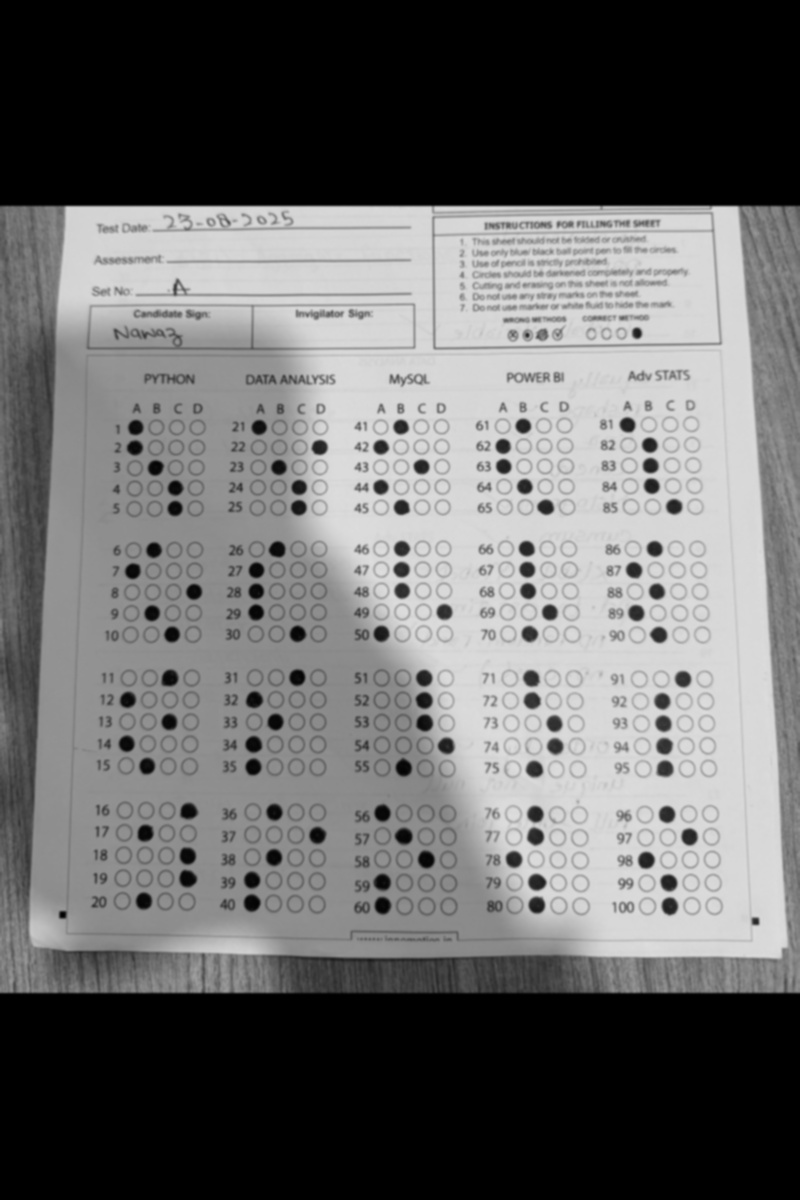 Test Date: 23-08-2025
Assessment:
Set No: A
Candidate Sign: Invigilator Sign:
Nawaz
INSTRUCTIONS FOR FILLING THE SHEET
1. This sheet should not be folded or crushed.
2. Use only blue/ black ball point pen to fill the circles.
3. Use of pencil is strictly prohibited.
4. Circles should be darkened completely and properly.
5. Cutting and erasing on this sheet is not allowed.
6. Do not use any stray marks on the sheet.
7. Do not use marker or white fluid to hide the mark.
WRONG METHODS CORRECT METHOD
PYTHON DATA ANALYSIS MySQL POWER BI Adv STATS
A B C D A B C D A B C D A B C D A B C D
1 21 41 61 81
2 22 42 62 82
3 23 43 63 83
4 24 44 64 84
5 25 45 65 85
6 26 46 66 86
7 27 47 67 87
8 28 48 68 88
9 29 49 69 89
10 30 50 70 90
11 31 51 71 91
12 32 52 72 92
13 33 53 73 93
14 34 54 74 94
15 35 55 75 95
16 36 56 76 96
17 37 57 77 97
18 38 58 78 98
19 39 59 79 99
20 40 60 80 100